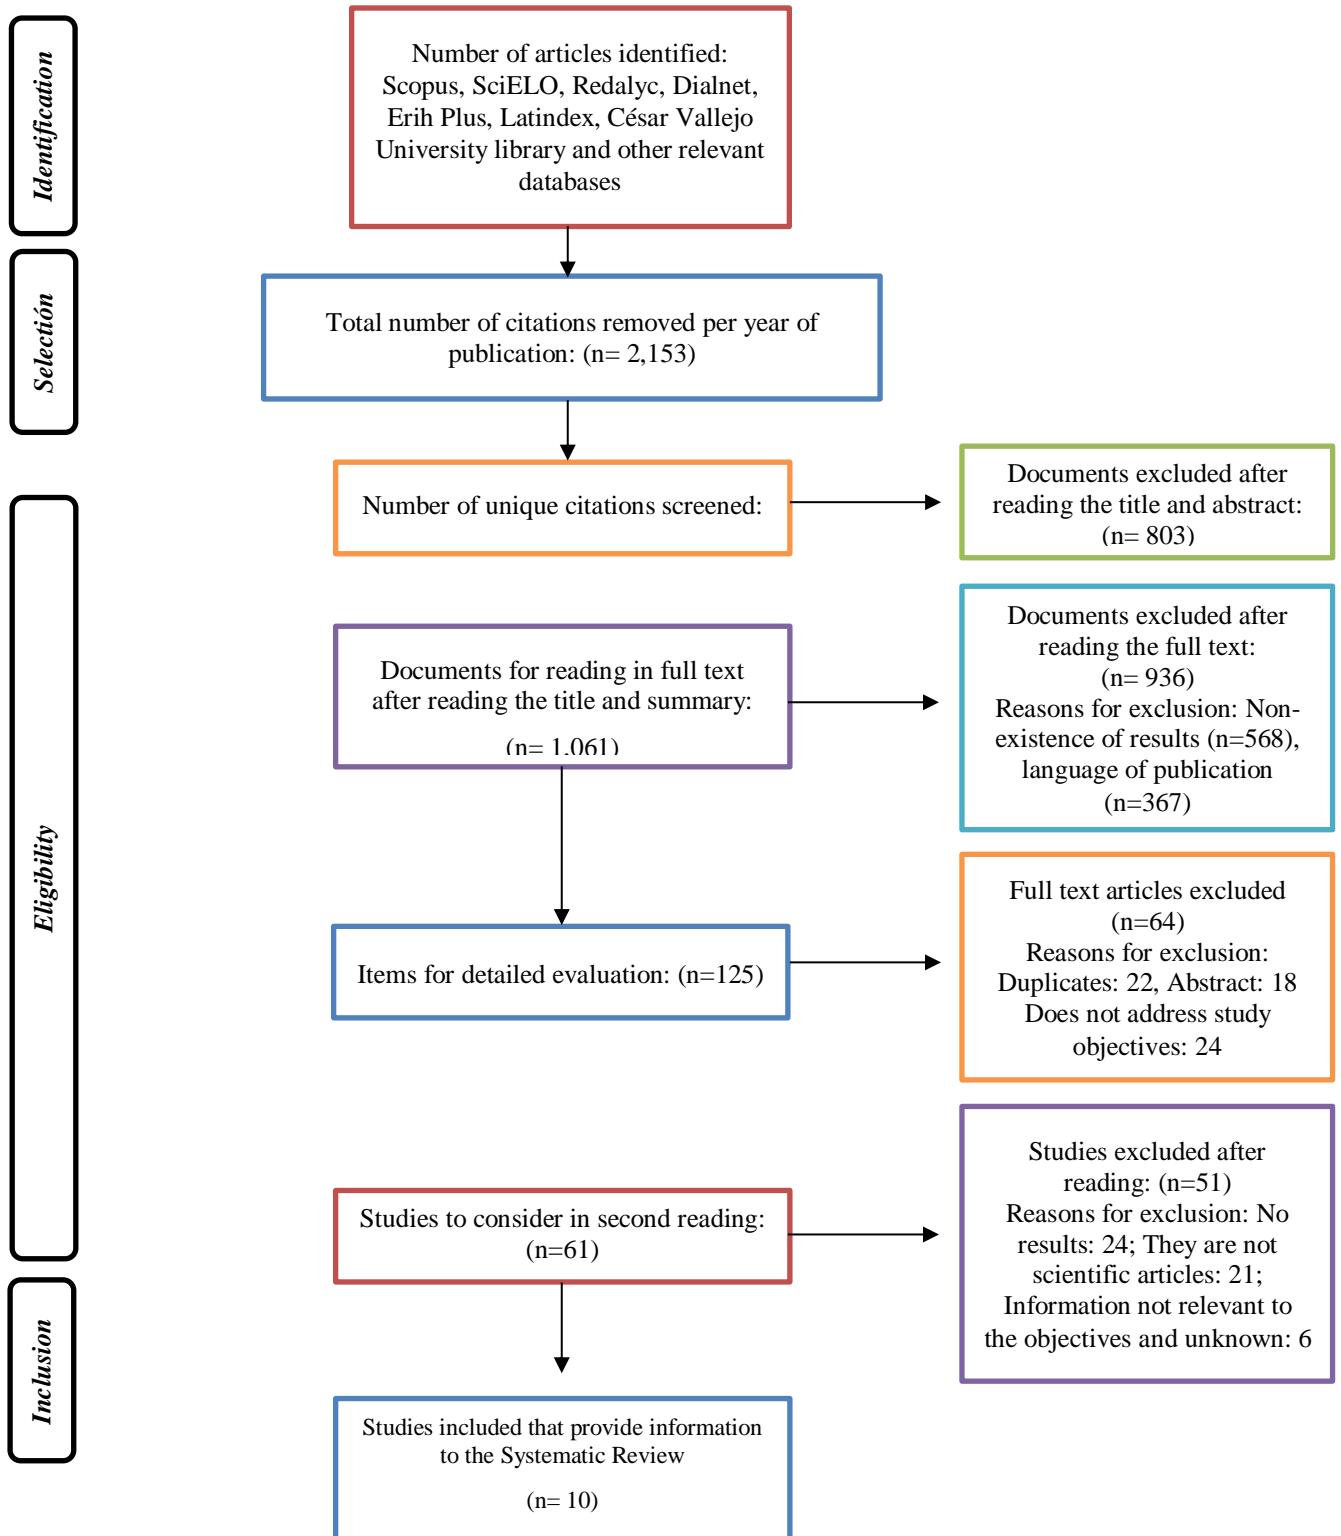 Identification
Number of articles identified:
Scopus, SciELO, Redalyc, Dialnet,
Erih Plus, Latindex, César Vallejo
University library and other relevant
databases
Selectión
Total number of citations removed per year of
publication: (n= 2,153)
Eligibility
Number of unique citations screened:
Documents excluded after
reading the title and abstract:
(n= 803)
Documents for reading in full text
after reading the title and summary:
(n= 1,061)
Documents excluded after
reading the full text:
(n= 936)
Reasons for exclusion: Non-
existence of results (n=568),
language of publication
(n=367)
Items for detailed evaluation: (n=125)
Full text articles excluded
(n=64)
Reasons for exclusion:
Duplicates: 22, Abstract: 18
Does not address study
objectives: 24
Studies to consider in second reading:
(n=61)
Studies excluded after
reading: (n=51)
Reasons for exclusion: No
results: 24; They are not
scientific articles: 21;
Information not relevant to
the objectives and unknown: 6
Inclusion
Studies included that provide information
to the Systematic Review
(n= 10)